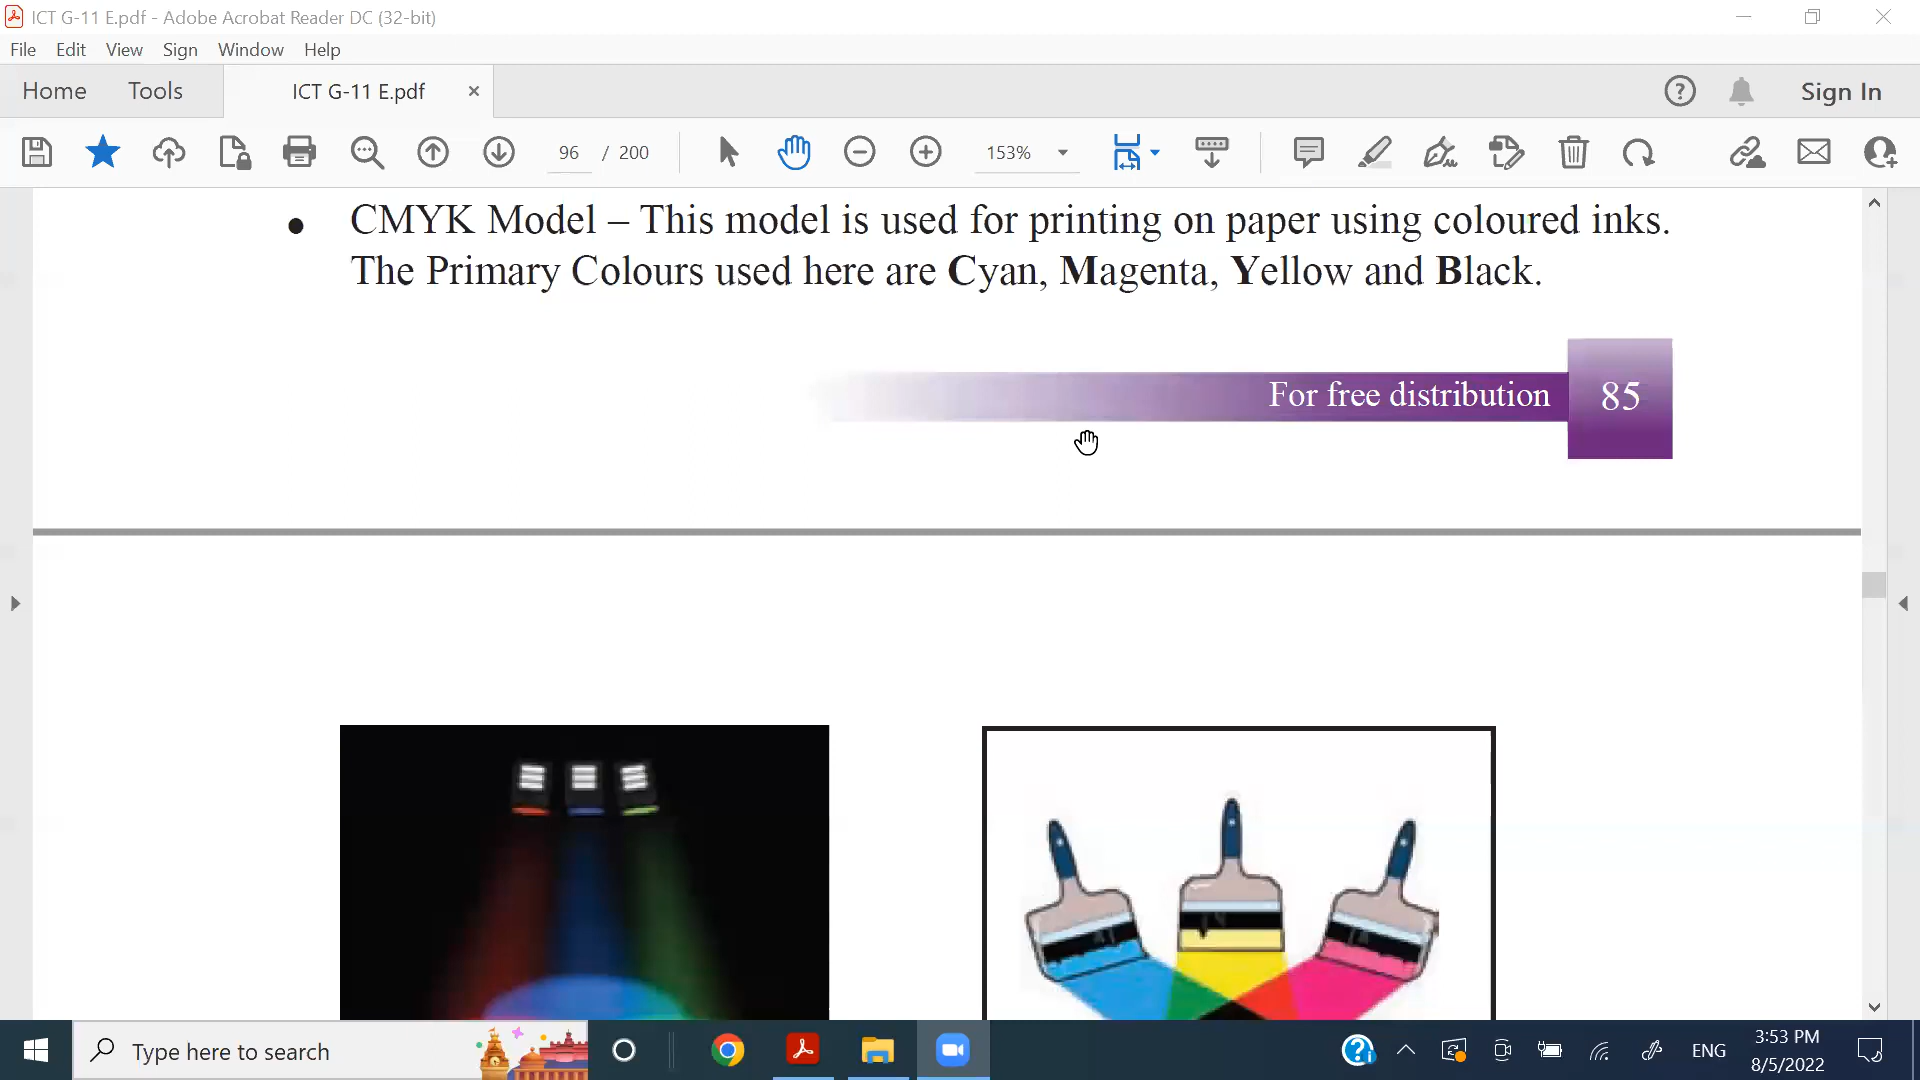 ICT G-11 E.pdf - Adobe Acrobat Reader DC (32-bit)
File Edit View Sign Window Help
Home Tools ICT G-11 E.pdf × Sign In
96 / 200 153%
• CMYK Model – This model is used for printing on paper using coloured inks.
The Primary Colours used here are Cyan, Magenta, Yellow and Black.
For free distribution 85
Type here to search
ENG
3:53 PM
8/5/2022